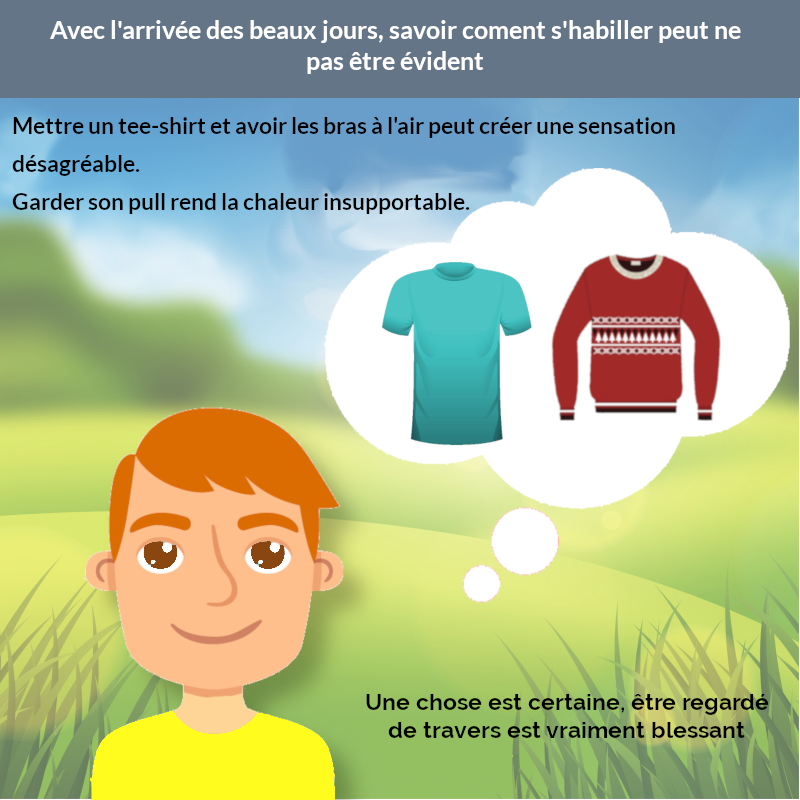 Avec l'arrivée des beaux jours, savoir coment s'habiller peut ne
pas être évident
Mettre un tee-shirt et avoir les bras à l'air peut créer une sensation
désagréable.
Garder son pull rend la chaleur insupportable.
Une chose est certaine, être regardé
de travers est vraiment blessant